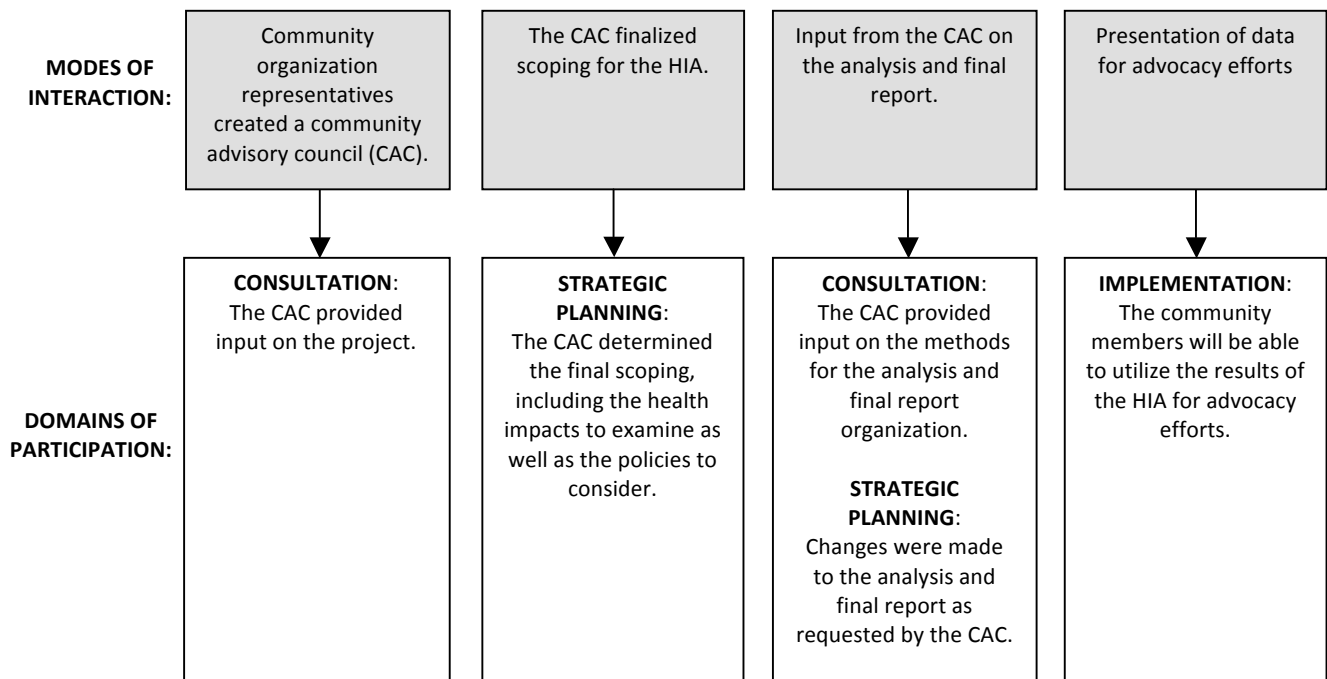 MODES OF
INTERACTION:
Community
organization
representatives
created a community
advisory council (CAC).
The CAC finalized
scoping for the HIA.
Input from the CAC on
the analysis and final
report.
Presentation of data
for advocacy efforts
DOMAINS OF
PARTICIPATION:
CONSULTATION:
The CAC provided
input on the project.
STRATEGIC
PLANNING:
The CAC determined
the final scoping,
including the health
impacts to examine as
well as the policies to
consider.
CONSULTATION:
The CAC provided
input on the methods
for the analysis and
final report
organization.
STRATEGIC
PLANNING:
Changes were made
to the analysis and
final report as
requested by the CAC.
IMPLEMENTATION:
The community
members will be able
to utilize the results of
the HIA for advocacy
efforts.